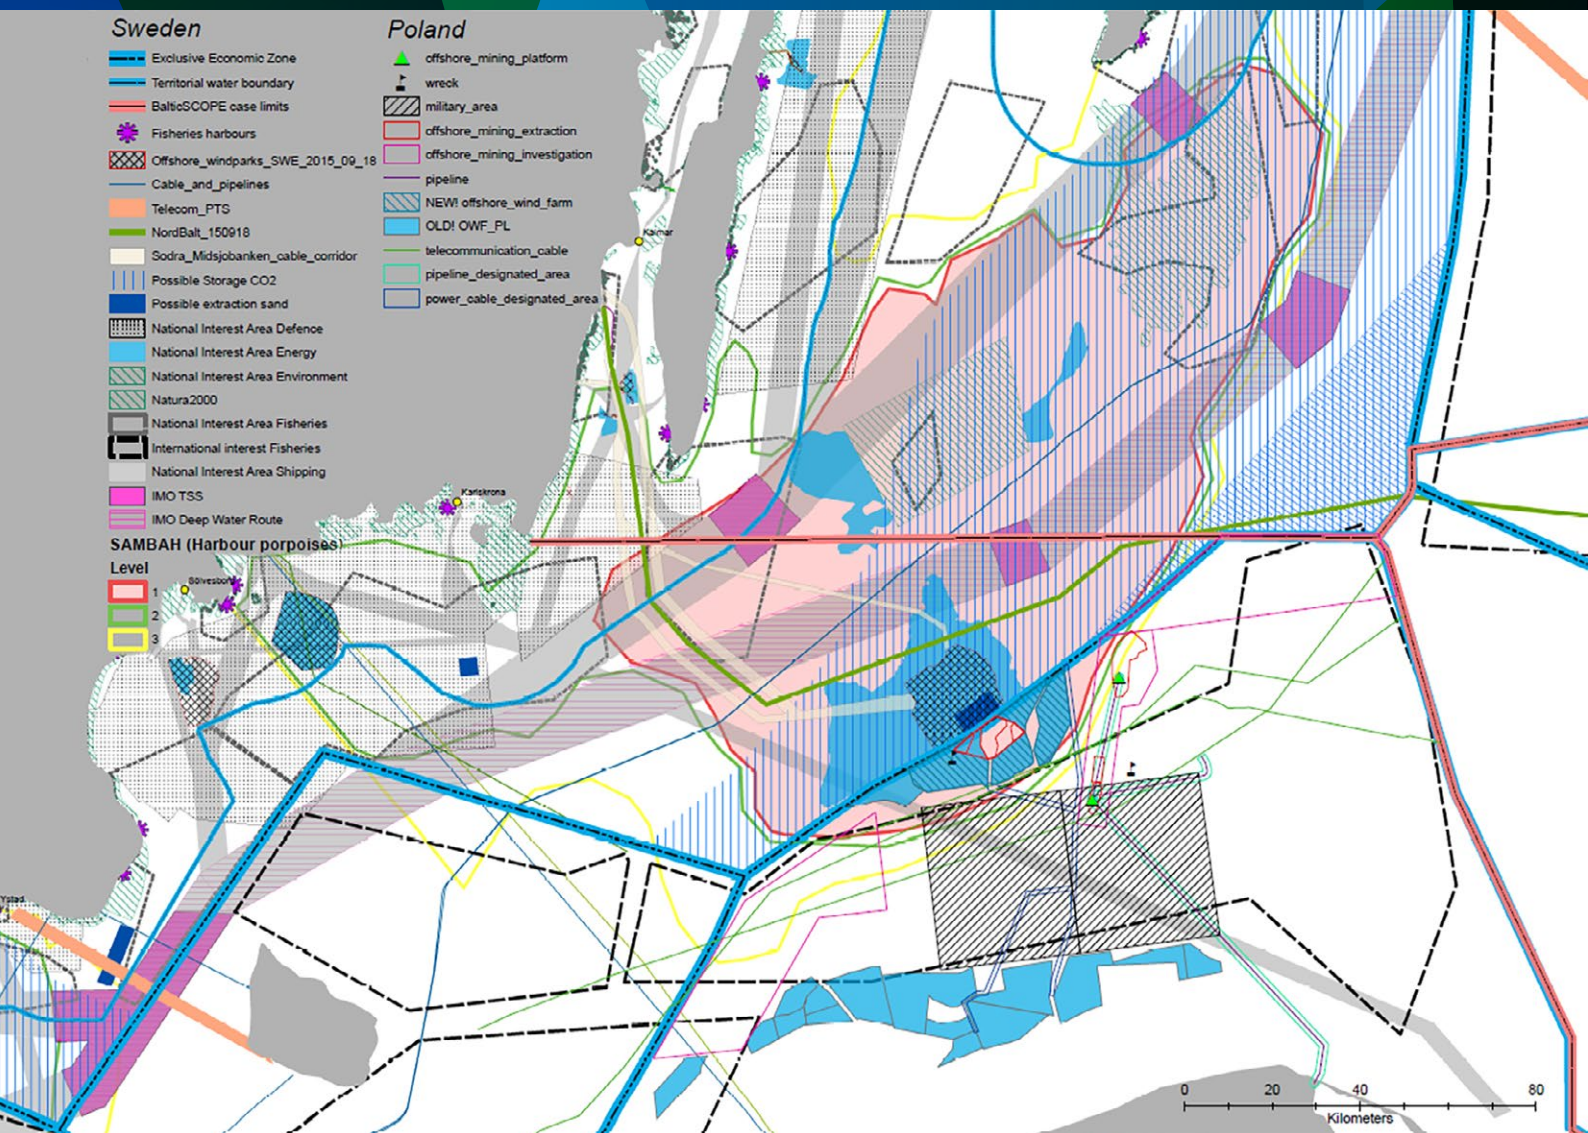 Sweden
Exclusive Economic Zone
Territorial water boundary
BalticSCOPE case limits
Fisheries harbours
Offshore_windparks_SWE_2015_09_18
Cable_and_pipelines
Telecom_PTS
NordBalt_150918
Sodra_Midsjobanken_cable_corridor
Possible Storage CO2
Possible extraction sand
National Interest Area Defence
National Interest Area Energy
National Interest Area Environment
Natura2000
National Interest Area Fisheries
International interest Fisheries
National Interest Area Shipping
IMO TSS
IMO Deep Water Route
SAMBAH (Harbour porpoises)
Level
1
2
3
Poland
offshore_mining_platform
wreck
military_area
offshore_mining_extraction
offshore_mining_investigation
pipeline
NEW! offshore_wind_farm
OLD! OWF_PL
telecommunication_cable
pipeline_designated_area
power_cable_designated_area
Kalmar
Karlskrona
Sölvesborg
Ystad
0 20 40 80
Kilometers